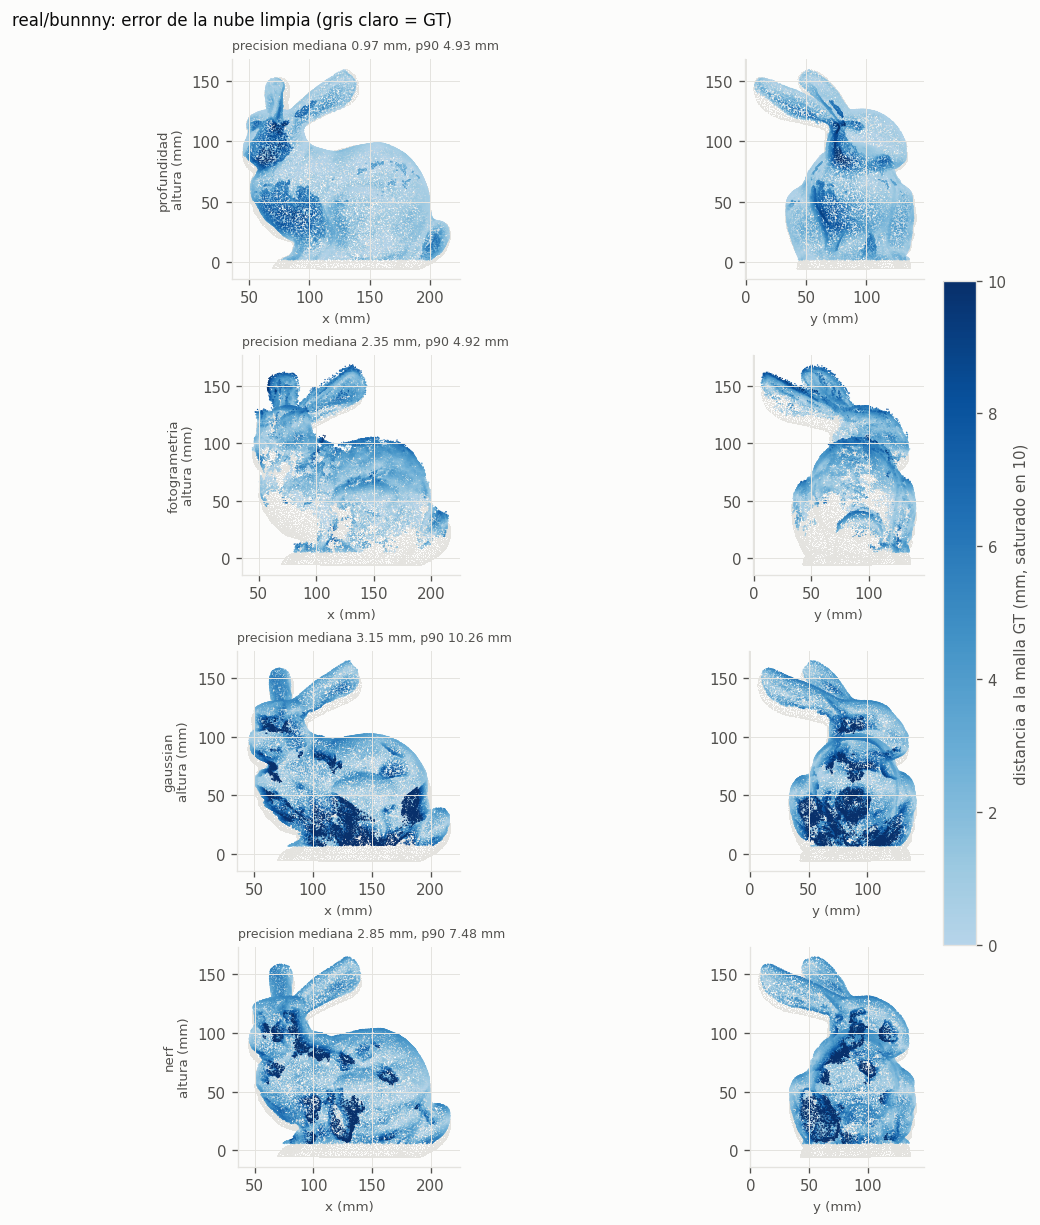 real/bunnny: error de la nube limpia (gris claro = GT)
precision mediana 0.97 mm, p90 4.93 mm
profundidad
altura (mm)
150
100
50
0
50 100 150 200
x (mm)
150
100
50
0
0 50 100
y (mm)
precision mediana 2.35 mm, p90 4.92 mm
fotogrametria
altura (mm)
150
100
50
0
50 100 150 200
x (mm)
150
100
50
0
0 50 100
y (mm)
precision mediana 3.15 mm, p90 10.26 mm
gaussian
altura (mm)
150
100
50
0
50 100 150 200
x (mm)
150
100
50
0
0 50 100
y (mm)
precision mediana 2.85 mm, p90 7.48 mm
nerf
altura (mm)
150
100
50
0
50 100 150 200
x (mm)
150
100
50
0
0 50 100
y (mm)
10
8
6
4
2
0
distancia a la malla GT (mm, saturado en 10)